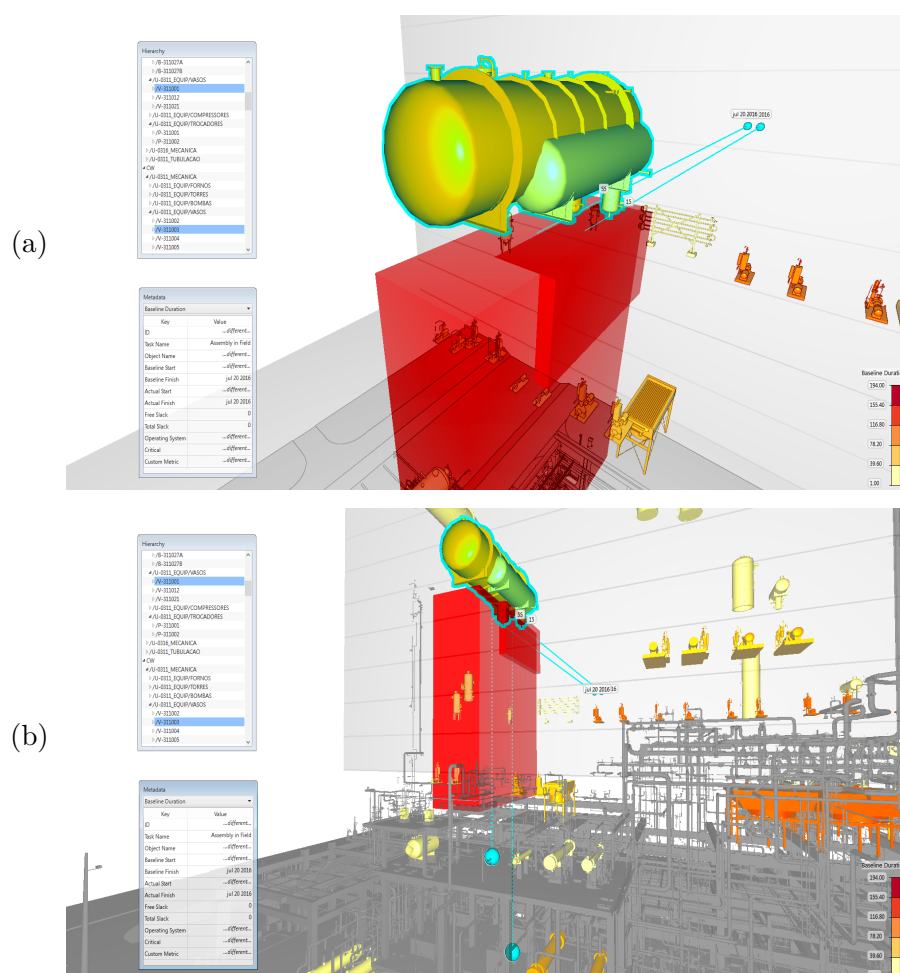 (a)
Hierarchy
/B-311027A
/B-311027B
/U-0311_EQUIP/VASOS
/V-311001
/V-311012
/V-311021
/U-0311_EQUIP/COMPRESSORES
/U-0311_EQUIP/TROCADORES
/P-311001
/P-311002
/U-0316_MECANICA
/U-0311_TUBULACAO
CW
/U-0311_MECANICA
/U-0311_EQUIP/FORNOS
/U-0311_EQUIP/TORRES
/U-0311_EQUIP/BOMBAS
/U-0311_EQUIP/VASOS
/V-311002
/V-311003
/V-311004
/V-311005
Metadata
Baseline Duration
Key Value
ID ...different...
Task Name Assembly in Field
Object Name ...different...
Baseline Start ...different...
Baseline Finish jul 20 2016
Actual Start ...different...
Actual Finish jul 20 2016
Free Slack 0
Total Slack 0
Operating System ...different...
Critical ...different...
Custom Metric ...different...
jul 20 2016 2016
55
15
Baseline Durati
194.00
155.40
116.80
78.20
39.60
1.00
(b)
Hierarchy
/B-311027A
/B-311027B
/U-0311_EQUIP/VASOS
/V-311001
/V-311012
/V-311021
/U-0311_EQUIP/COMPRESSORES
/U-0311_EQUIP/TROCADORES
/P-311001
/P-311002
/U-0316_MECANICA
/U-0311_TUBULACAO
CW
/U-0311_MECANICA
/U-0311_EQUIP/FORNOS
/U-0311_EQUIP/TORRES
/U-0311_EQUIP/BOMBAS
/U-0311_EQUIP/VASOS
/V-311002
/V-311003
/V-311004
/V-311005
Metadata
Baseline Duration
Key Value
ID ...different...
Task Name Assembly in Field
Object Name ...different...
Baseline Start ...different...
Baseline Finish jul 20 2016
Actual Start ...different...
Actual Finish jul 20 2016
Free Slack 0
Total Slack 0
Operating System ...different...
Critical ...different...
Custom Metric ...different...
55
15
jul 20 2016 16
Baseline Durati
194.00
155.40
116.80
78.20
39.60